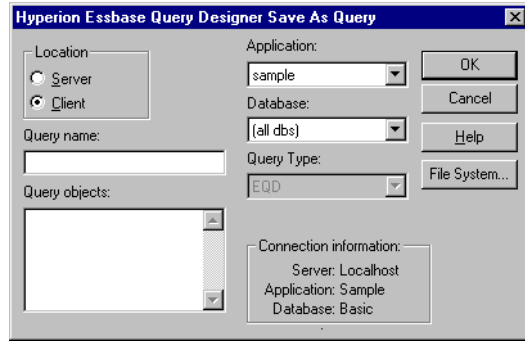 Hyperion Essbase Query Designer Save As Query
Location
Server
Client
Query name:
Query objects:
Application:
sample
Database:
(all dbs)
Query Type:
EQD
Connection information:
Server: Localhost
Application: Sample
Database: Basic
OK
Cancel
Help
File System...